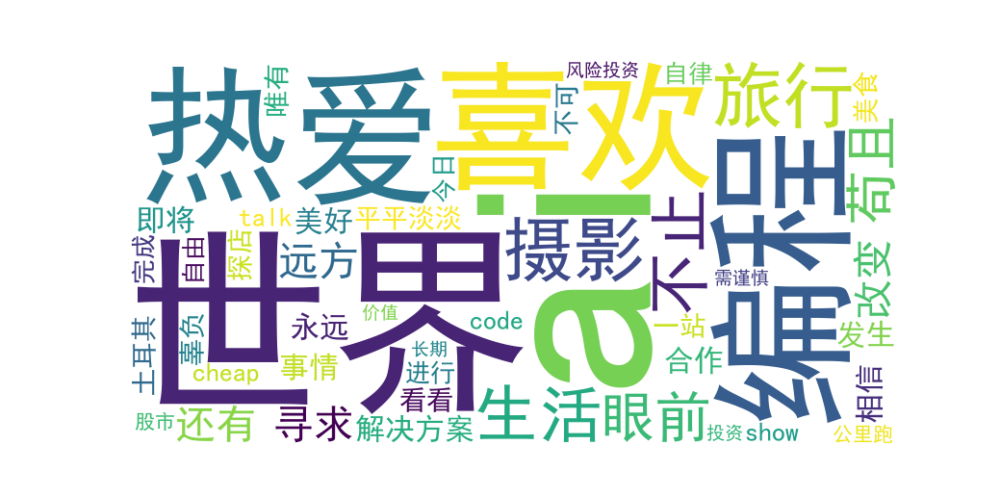 热爱
喜欢
世界
编程
ai
旅行
摄影
不止
苟且
生活
眼前
远方
改变
寻求
还有
解决方案
美好
平平淡淡
即将
talk
今日
唯有
风险投资
不可
自律
美食
完成
自由
探店
土耳其
辜负
cheap
永远
事情
价值
长期
进行
看看
code
一站
合作
需谨慎
发生
相信
股市
投资
show
公里跑